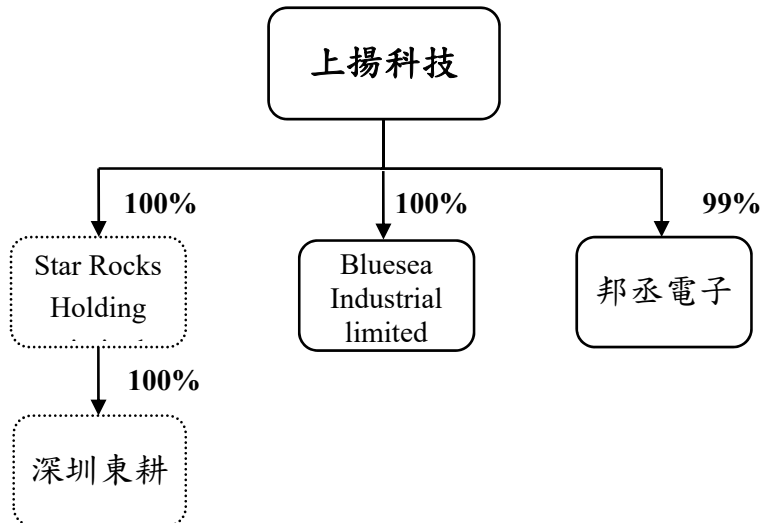 上揚科技
100%
100%
99%
Star Rocks
Holding
Bluesea
Industrial
limited
邦丞電子
100%
深圳東耕